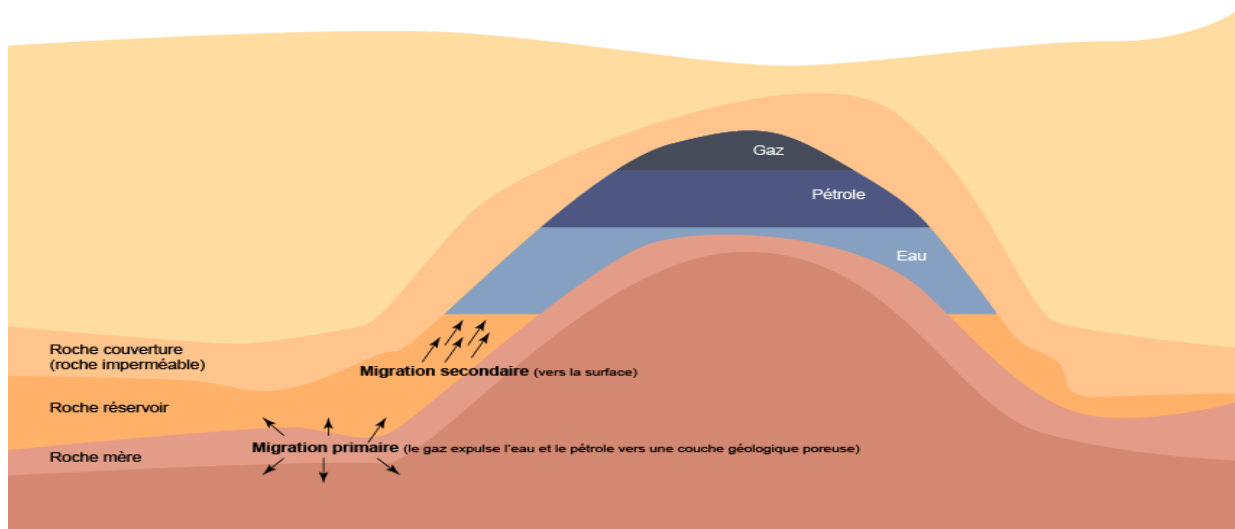 Gaz
Pétrole
Eau
Roche couverture
(roche imperméable)
Migration secondaire (vers la surface)
Roche réservoir
Migration primaire (le gaz expulse l'eau et le pétrole vers une couche géologique poreuse)
Roche mère